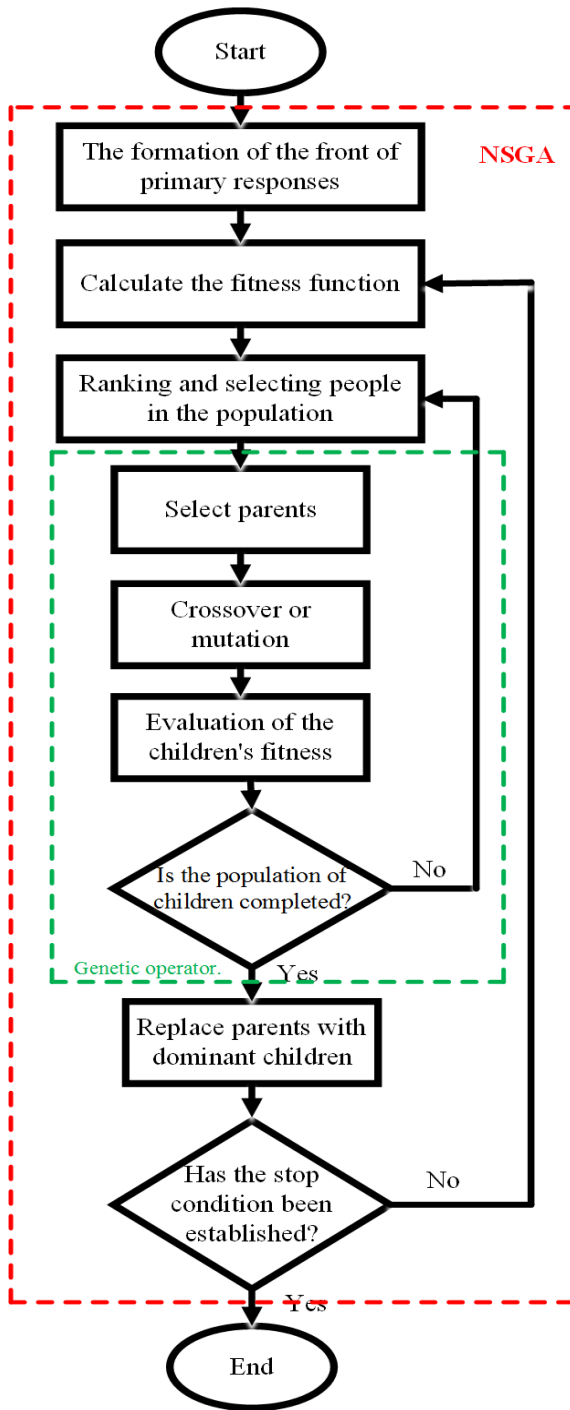 Start
The formation of the front of
primary responses
NSGA
Calculate the fitness function
Ranking and selecting people
in the population
Select parents
Crossover or
mutation
Evaluation of the
children's fitness
Is the population of
children completed?
No
Genetic operator.
Yes
Replace parents with
dominant children
Has the stop
condition been
established?
No
Yes
End